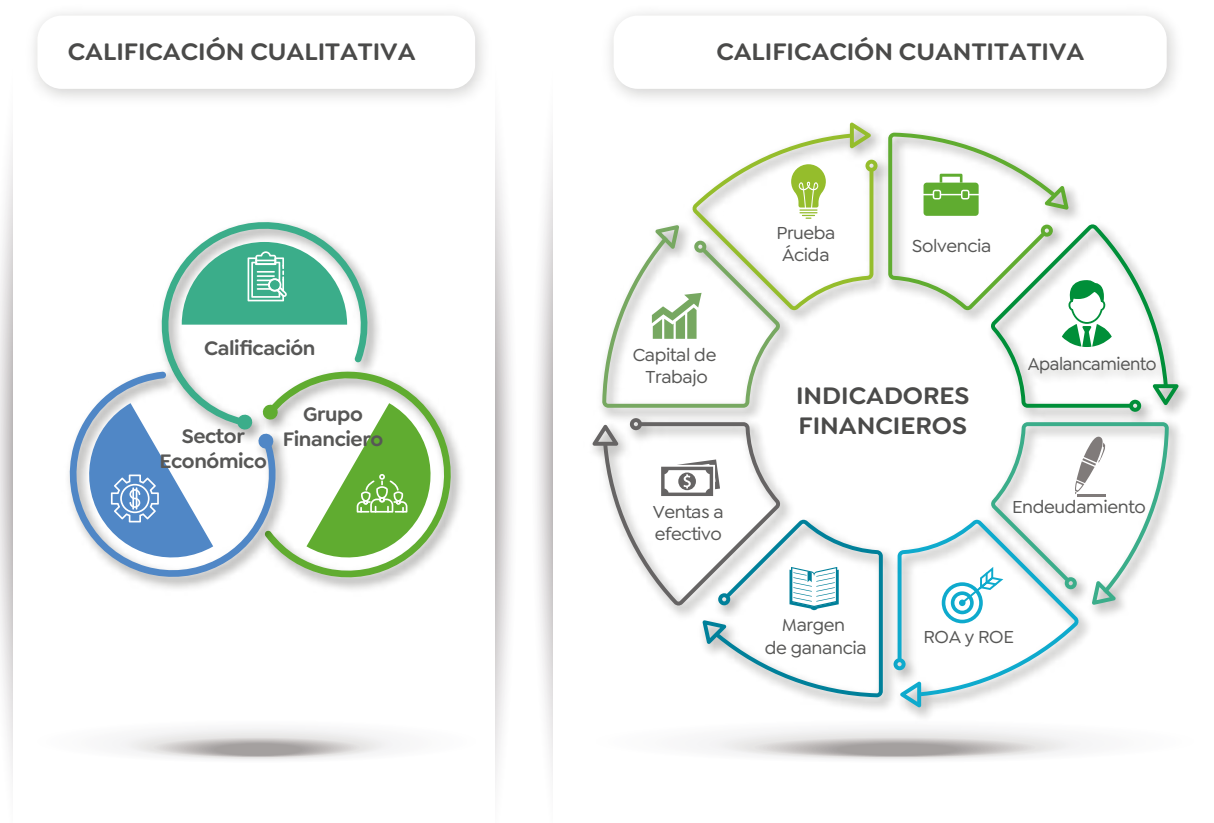 CALIFICACIÓN CUALITATIVA
Calificación
Grupo
Financiero
Sector
Económico
CALIFICACIÓN CUANTITATIVA
Prueba
Ácida
Solvencia
Capital de
Trabajo
Apalancamiento
INDICADORES
FINANCIEROS
Ventas a
efectivo
Endeudamiento
Margen
de ganancia
ROA y ROE